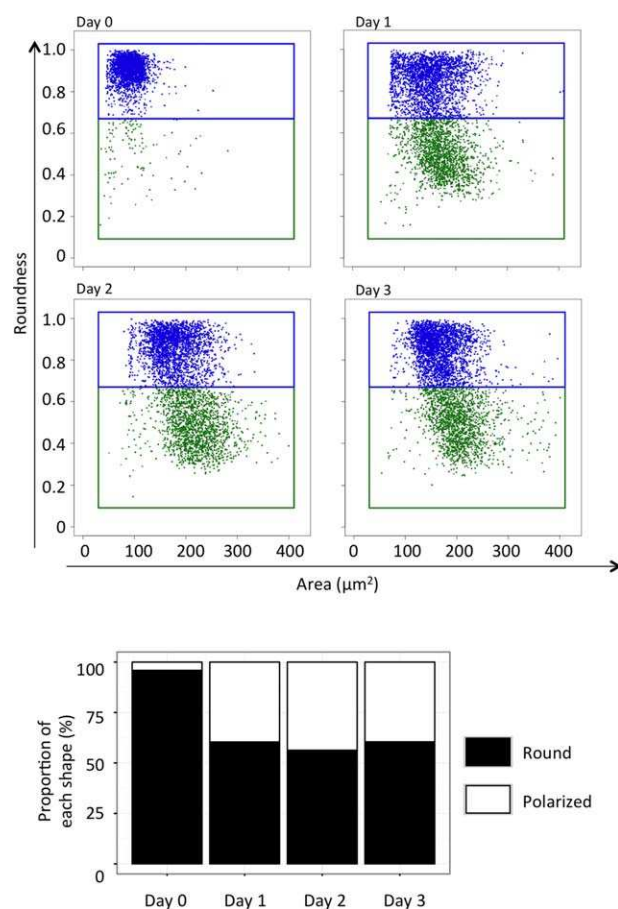 Day 0
Day 1
1.0
0.8
0.6
0.4
0.2
0
Day 2
Day 3
1.0
0.8
0.6
0.4
0.2
0
0 100 200 300 400 0 100 200 300 400
Roundness
Area (µm²)
100
75
50
25
0
Proportion of
each shape (%)
Round
Polarized
Day 0 Day 1 Day 2 Day 3